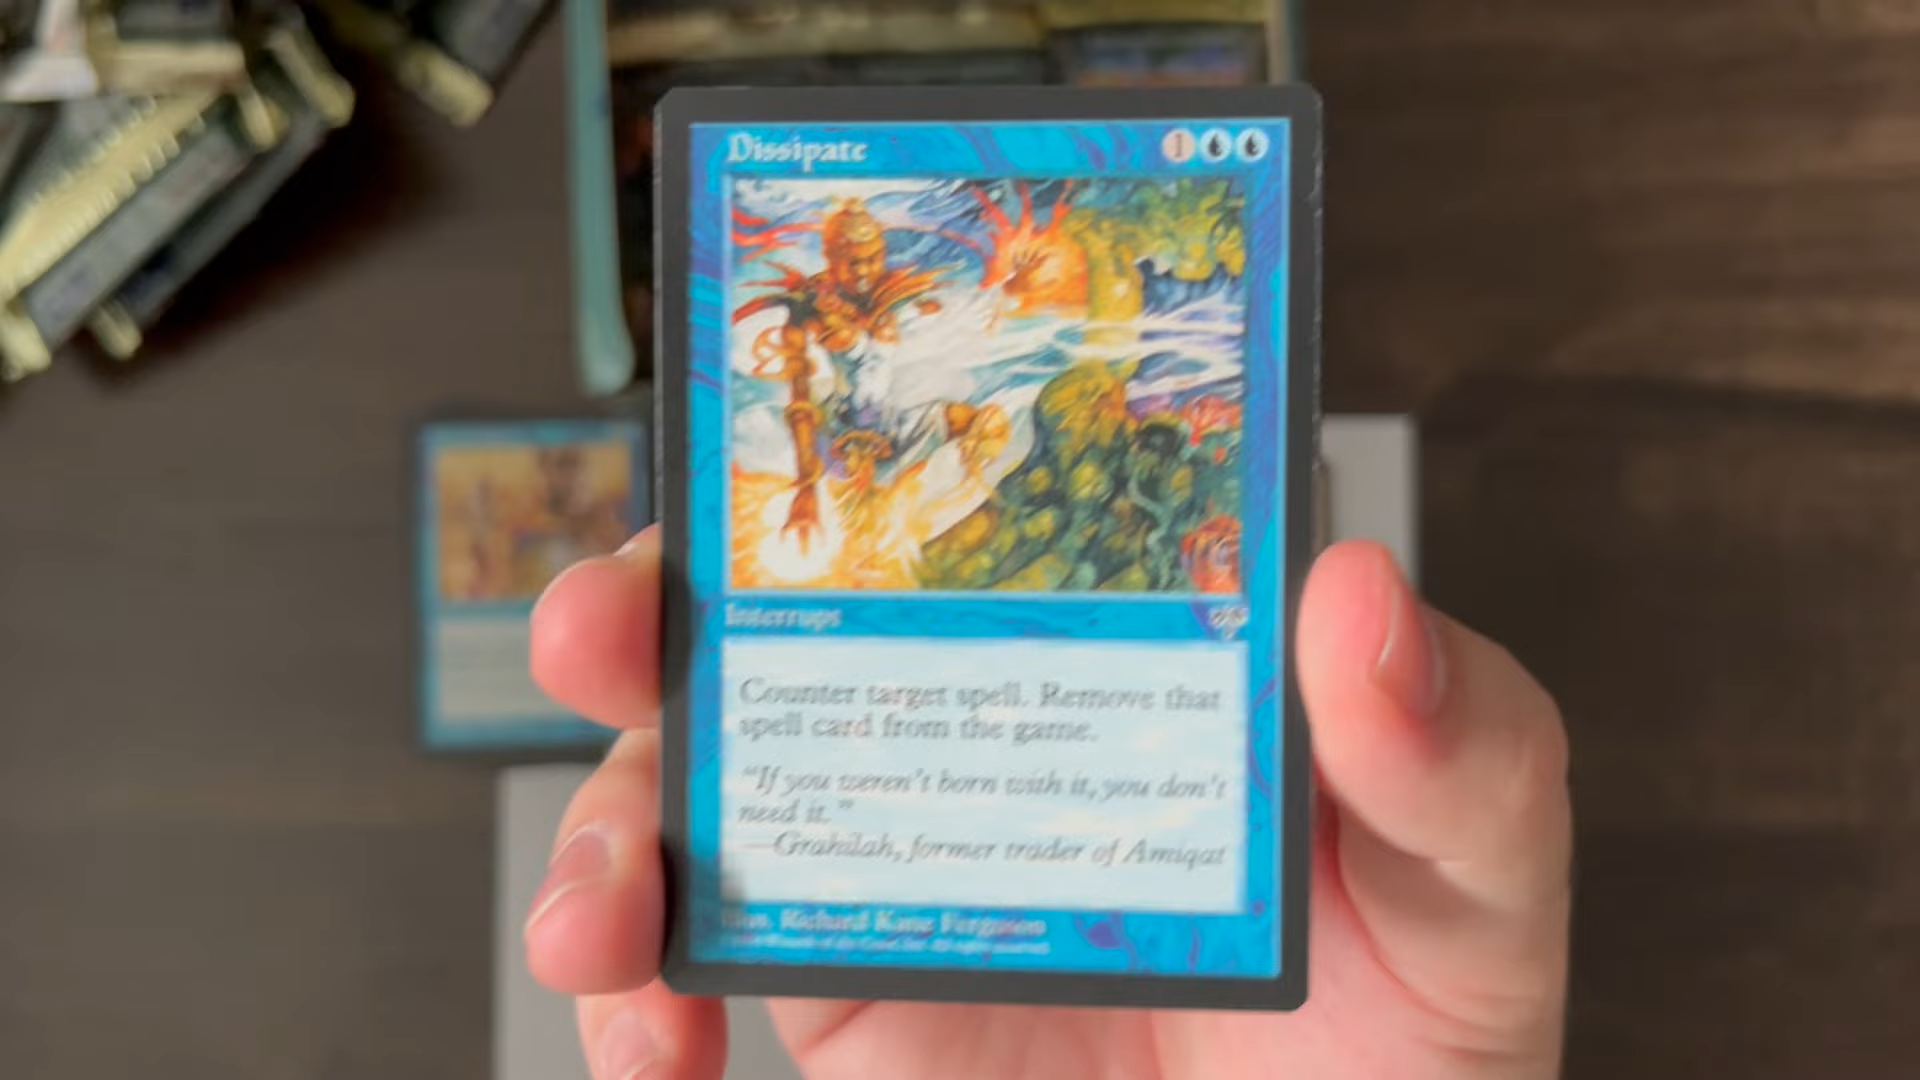 Dissipate
1
Interrupt
Counter target spell. Remove that
spell card from the game.
"If you weren't born with it, you don't
need it."
—Grahilah, former trader of Amiqat
Illus. Richard Kane Ferguson